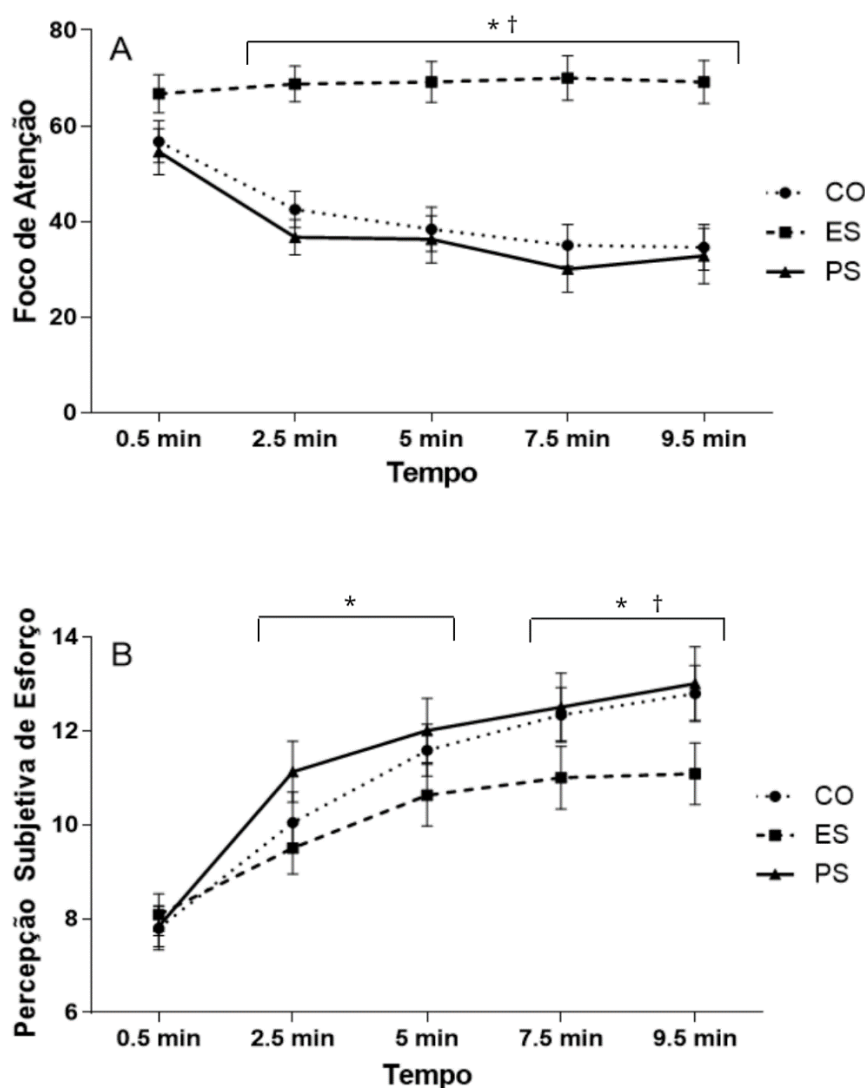 A
* †
80
60
40
20
0
Foco de Atenção
0.5 min 2.5 min 5 min 7.5 min 9.5 min
Tempo
CO
ES
PS
B
*
* †
14
12
10
8
6
Percepção Subjetiva de Esforço
0.5 min 2.5 min 5 min 7.5 min 9.5 min
Tempo
CO
ES
PS